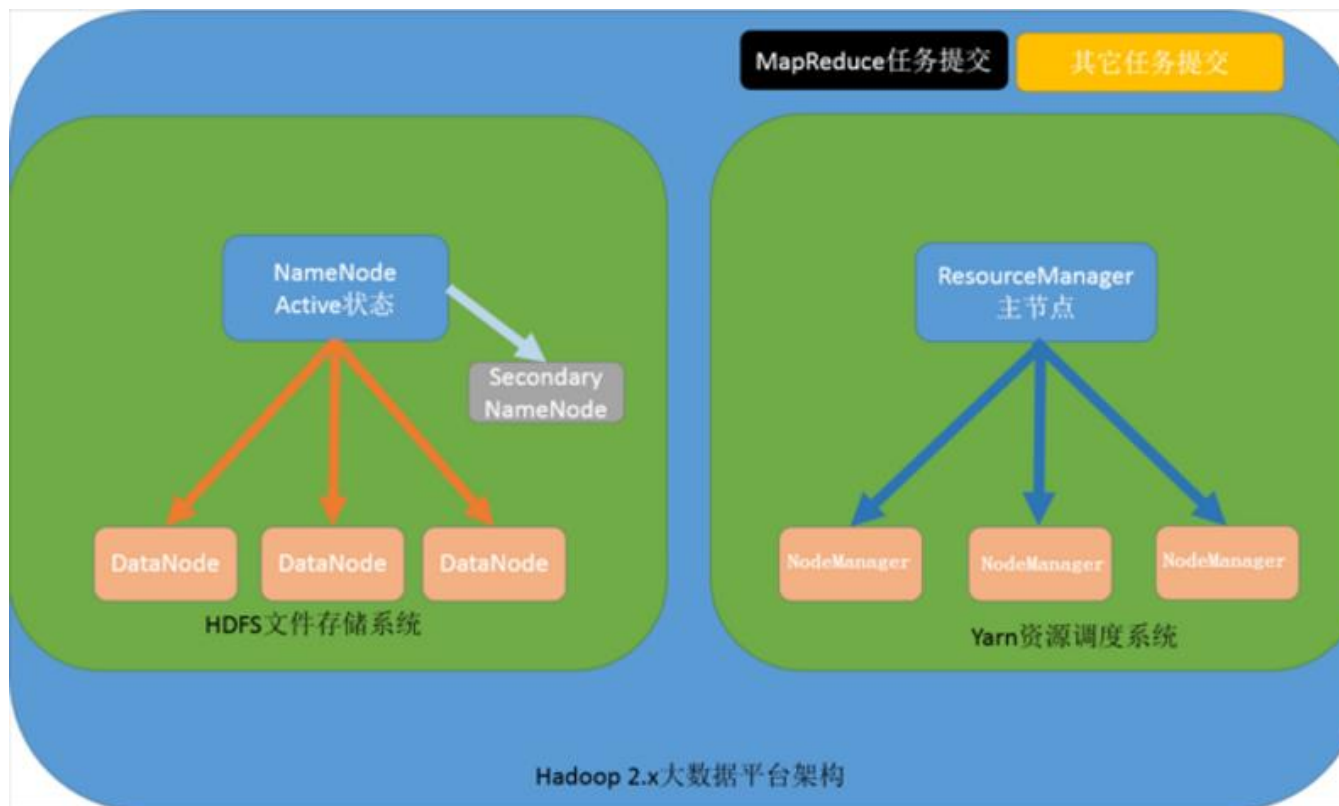 MapReduce任务提交
其它任务提交
NameNode
Active状态
Secondary
NameNode
DataNode
DataNode
DataNode
HDFS文件存储系统
ResourceManager
主节点
NodeManager
NodeManager
NodeManager
Yarn资源调度系统
Hadoop 2.x大数据平台架构